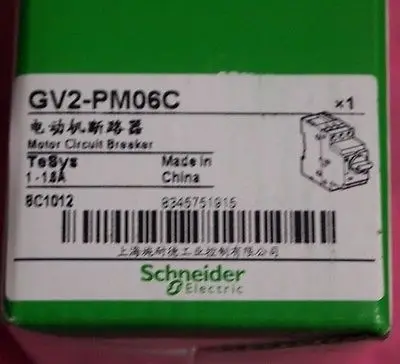 GV2-PM06C ×1
电动机断路器
Motor Circuit Breaker
TeSys Made in
1-1.6A China
8C1012 8345751915
上海施耐德工业控制有限公司
Schneider
Electric